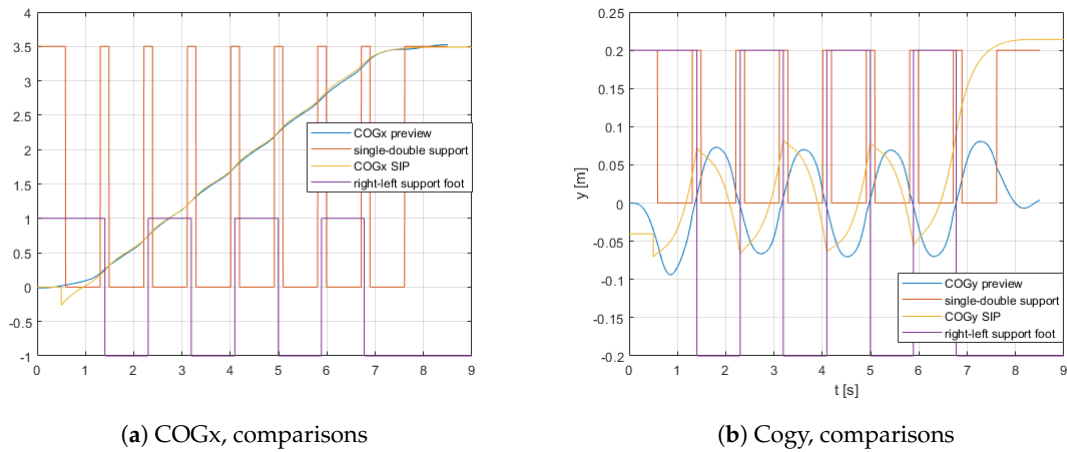 4
3.5
3
2.5
2
1.5
1
0.5
0
-0.5
-1
0 1 2 3 4 5 6 7 8 9
COGx preview
single-double support
COGx SIP
right-left support foot
(a) COGx, comparisons
y [m]
0.25
0.2
0.15
0.1
0.05
0
-0.05
-0.1
-0.15
-0.2
0 1 2 3 4 5 6 7 8 9
t [s]
COGy preview
single-double support
COGy SIP
right-left support foot
(b) Cogy, comparisons